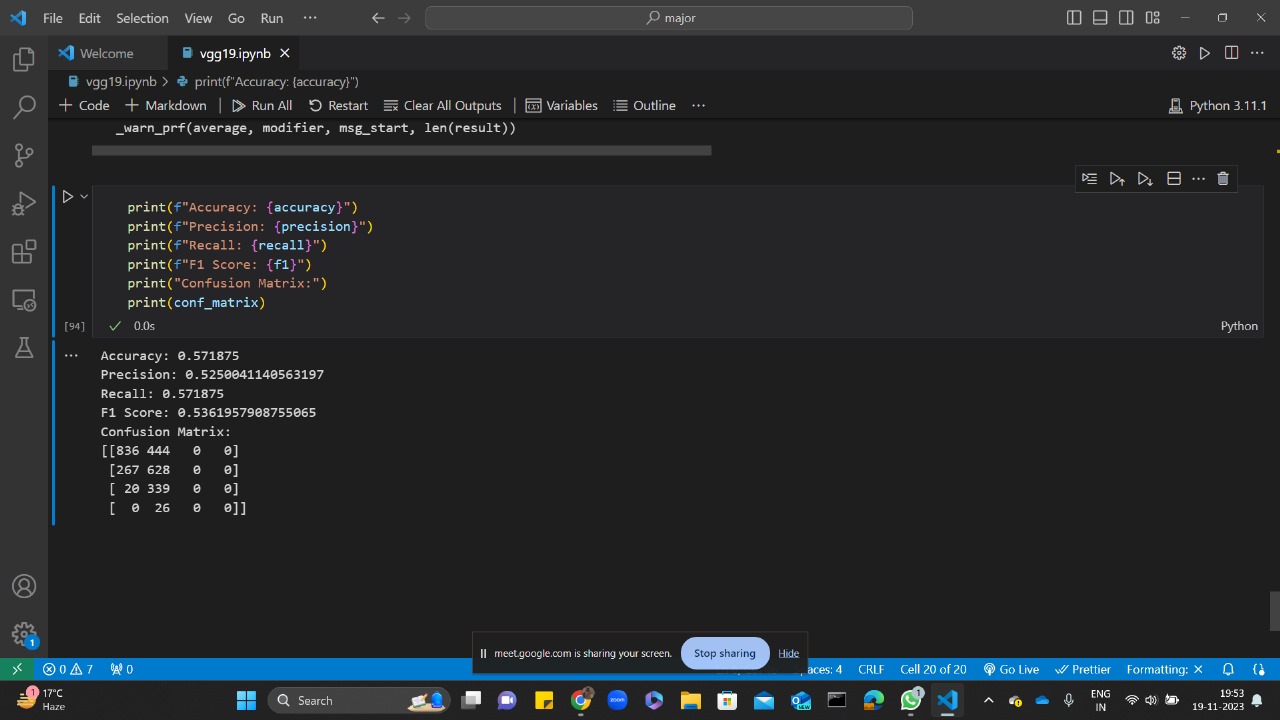 File Edit Selection View Go Run ··· major
Welcome vgg19.ipynb
vgg19.ipynb > print(f"Accuracy: {accuracy}")
+ Code + Markdown | Run All Restart Clear All Outputs | Variables Outline ··· Python 3.11.1
_warn_prf(average, modifier, msg_start, len(result))
print(f"Accuracy: {accuracy}")
print(f"Precision: {precision}")
print(f"Recall: {recall}")
print(f"F1 Score: {f1}")
print("Confusion Matrix:")
print(conf_matrix)
[94] 0.0s Python
Accuracy: 0.571875
Precision: 0.5250041140563197
Recall: 0.571875
F1 Score: 0.5361957908755065
Confusion Matrix:
[[836 444   0   0]
 [267 628   0   0]
 [ 20 339   0   0]
 [  0  26   0   0]]
1
meet.google.com is sharing your screen. Stop sharing Hide
0 7 0 paces: 4 CRLF Cell 20 of 20 Go Live Prettier Formatting:
1 17°C Search zoom NEW 1 ENG 19:53
Haze IN 19-11-2023